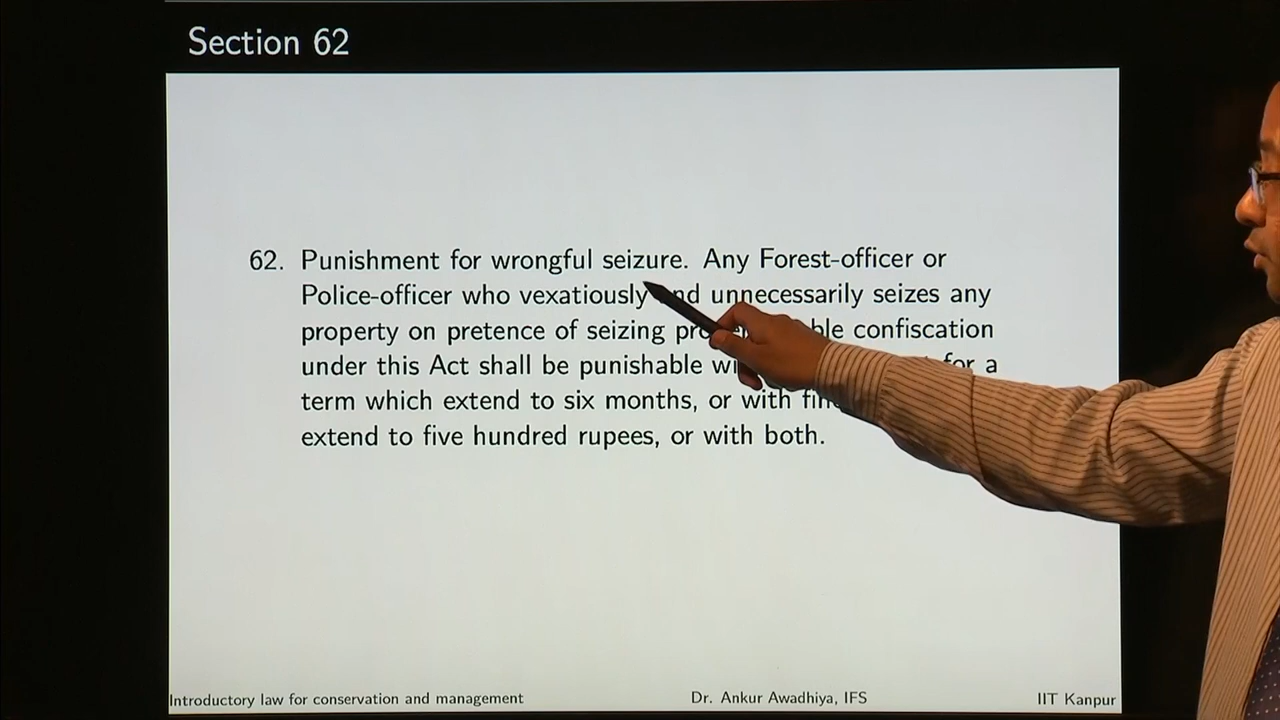 Section 62
62. Punishment for wrongful seizure. Any Forest-officer or
Police-officer who vexatiously and unnecessarily seizes any
property on pretence of seizing confiscation
under this Act shall be punishable for a
term which extend to six months, or with fine
extend to five hundred rupees, or with both.
Introductory law for conservation and management Dr. Ankur Awadhiya, IFS IIT Kanpur